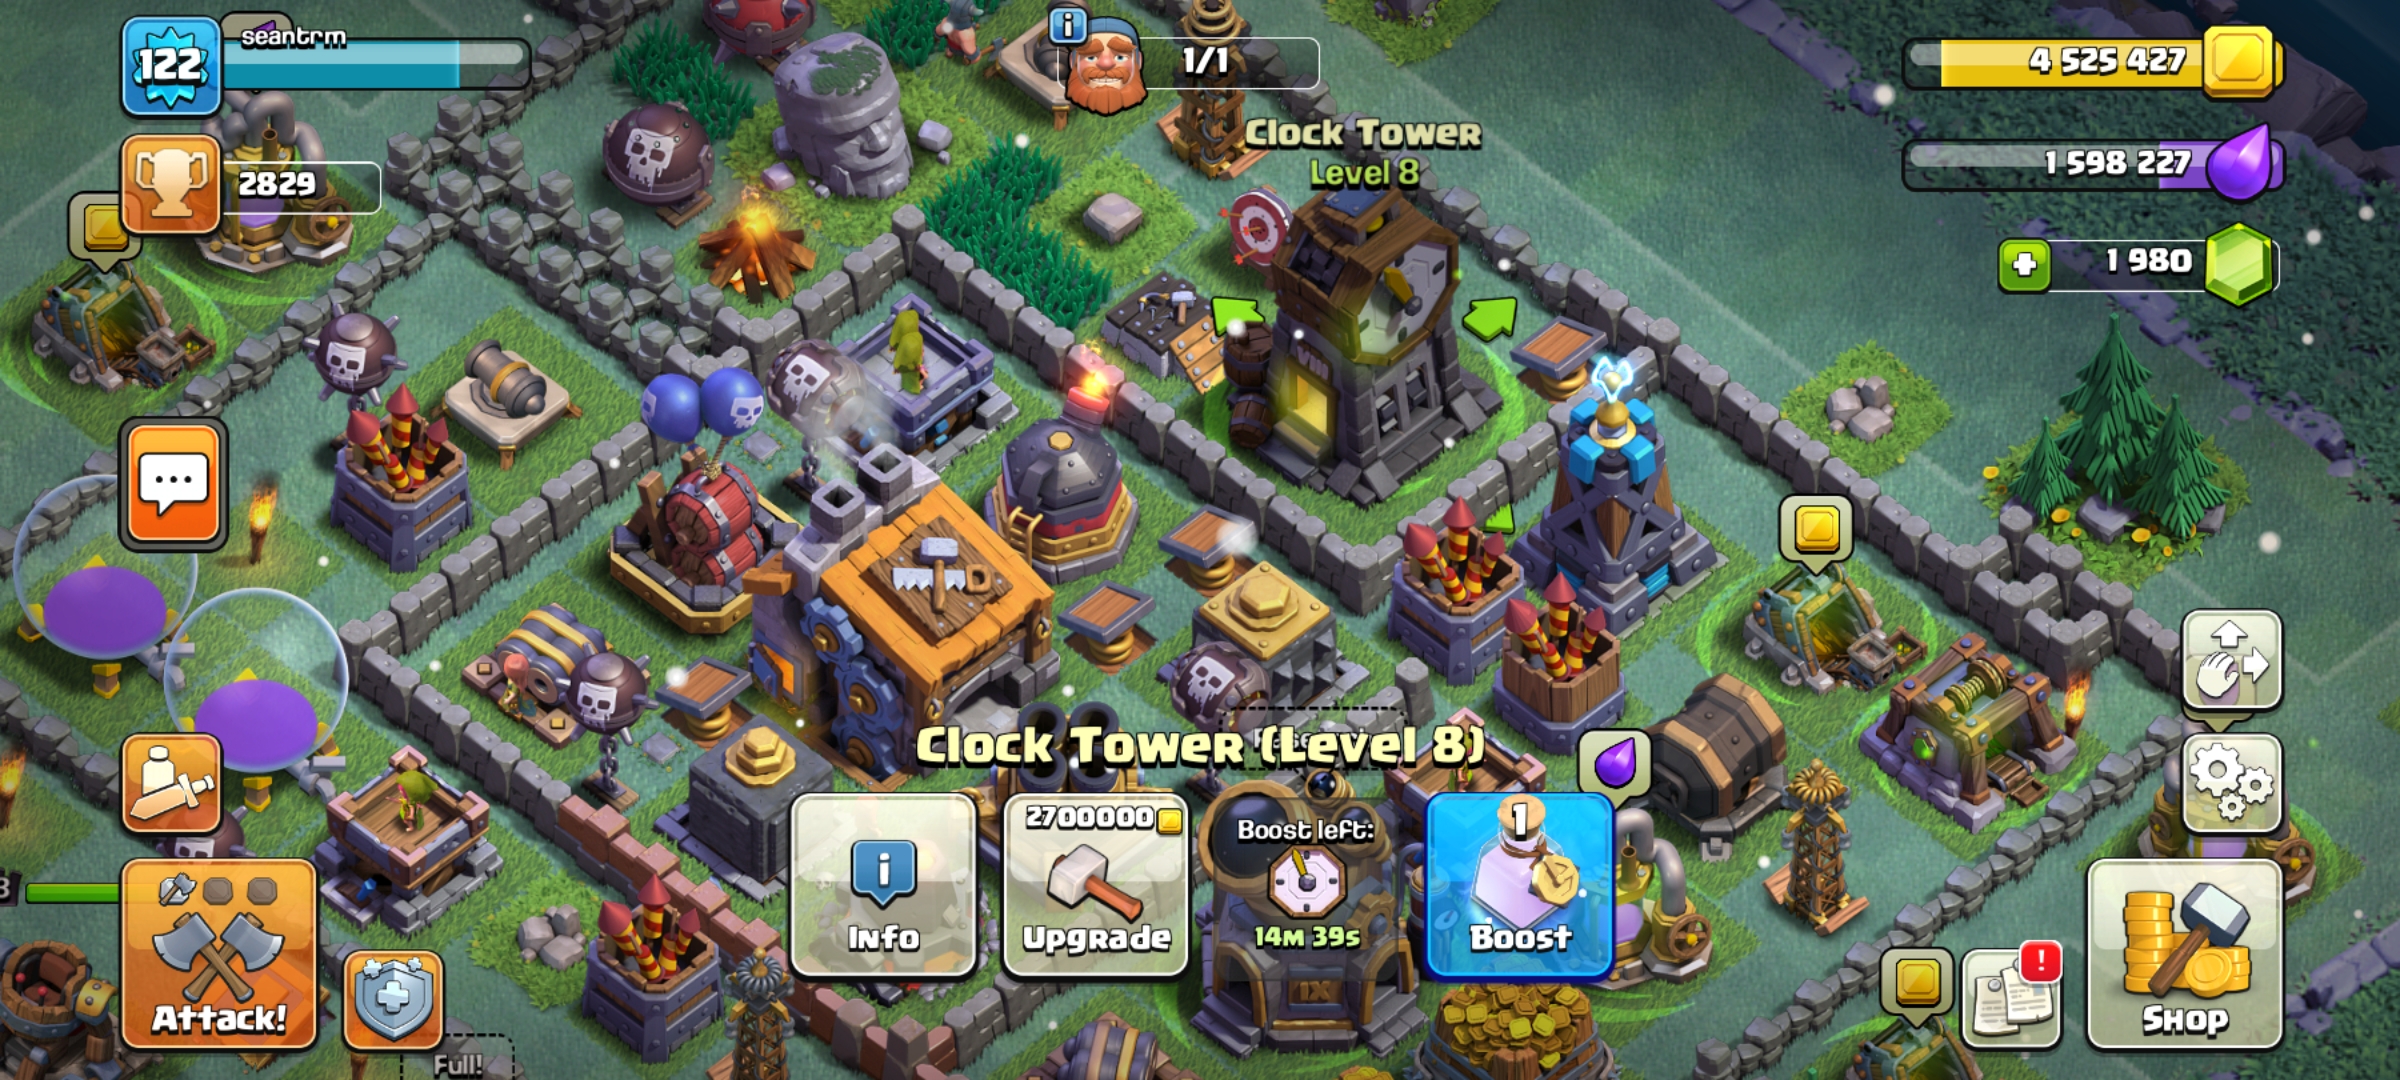 122
seantrm
1/1
4 525 427
2829
Clock Tower
Level 8
1 598 227
1 980
Clock Tower (Level 8)
Info
2700000
Upgrade
Boost left:
14m 39s
1
Boost
IX
Attack!
Full!
!
Shop